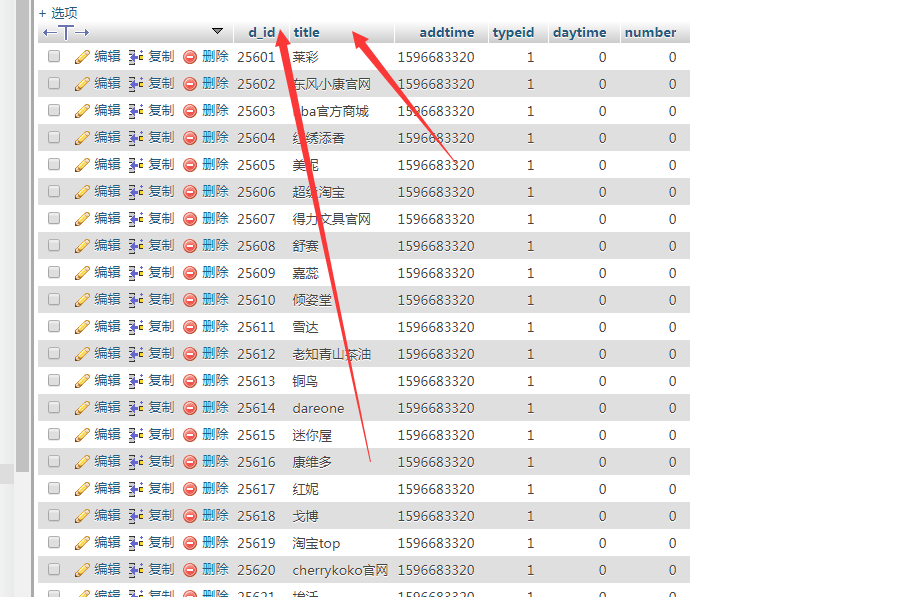 + 选项
←T→ d_id title addtime typeid daytime number
编辑 复制 删除 25601 莱彩 1596683320 1 0 0
编辑 复制 删除 25602 东风小康官网 1596683320 1 0 0
编辑 复制 删除 25603 ba官方商城 1596683320 1 0 0
编辑 复制 删除 25604 绣添香 1596683320 1 0 0
编辑 复制 删除 25605 美妮 1596683320 1 0 0
编辑 复制 删除 25606 超级淘宝 1596683320 1 0 0
编辑 复制 删除 25607 得力文具官网 1596683320 1 0 0
编辑 复制 删除 25608 舒赛 1596683320 1 0 0
编辑 复制 删除 25609 嘉蕊 1596683320 1 0 0
编辑 复制 删除 25610 倾姿堂 1596683320 1 0 0
编辑 复制 删除 25611 雪达 1596683320 1 0 0
编辑 复制 删除 25612 老知青山茶油 1596683320 1 0 0
编辑 复制 删除 25613 铜鸟 1596683320 1 0 0
编辑 复制 删除 25614 dareone 1596683320 1 0 0
编辑 复制 删除 25615 迷你屋 1596683320 1 0 0
编辑 复制 删除 25616 康维多 1596683320 1 0 0
编辑 复制 删除 25617 红妮 1596683320 1 0 0
编辑 复制 删除 25618 戈博 1596683320 1 0 0
编辑 复制 删除 25619 淘宝top 1596683320 1 0 0
编辑 复制 删除 25620 cherrykoko官网 1596683320 1 0 0
编辑 复制 删除 25621 1596683320 1 0 0